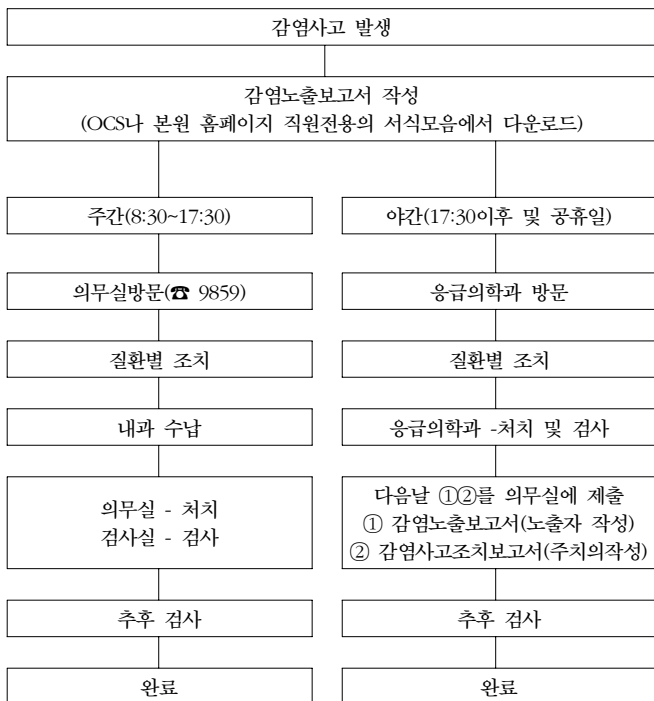 감염사고 발생
감염노출보고서 작성
(OCS나 본원 홈페이지 직원전용의 서식모음에서 다운로드)
주간(8:30~17:30)
야간(17:30이후 및 공휴일)
의무실방문(☎ 9859)
응급의학과 방문
질환별 조치
질환별 조치
내과 수납
응급의학과 -처치 및 검사
의무실 - 처치
검사실 - 검사
다음날 ①②를 의무실에 제출
① 감염노출보고서(노출자 작성)
② 감염사고조치보고서(주치의작성)
추후 검사
추후 검사
완료
완료